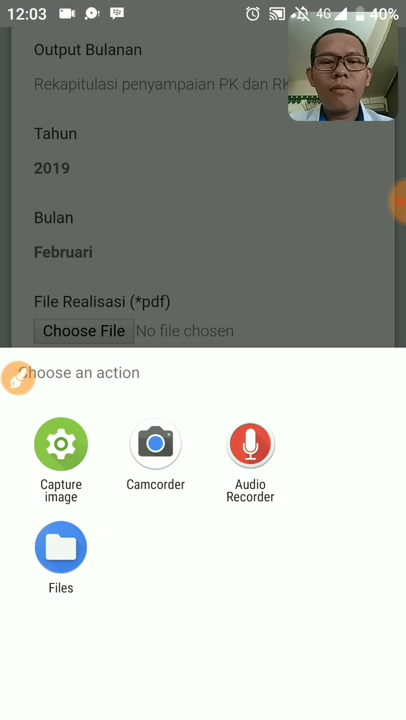 12:03
4G
40%
Output Bulanan
Rekapitulasi penyampaian PK dan RK
Tahun
2019
Bulan
Februari
File Realisasi (*pdf)
Choose File No file chosen
Choose an action
Capture
image
Camcorder
Audio
Recorder
Files